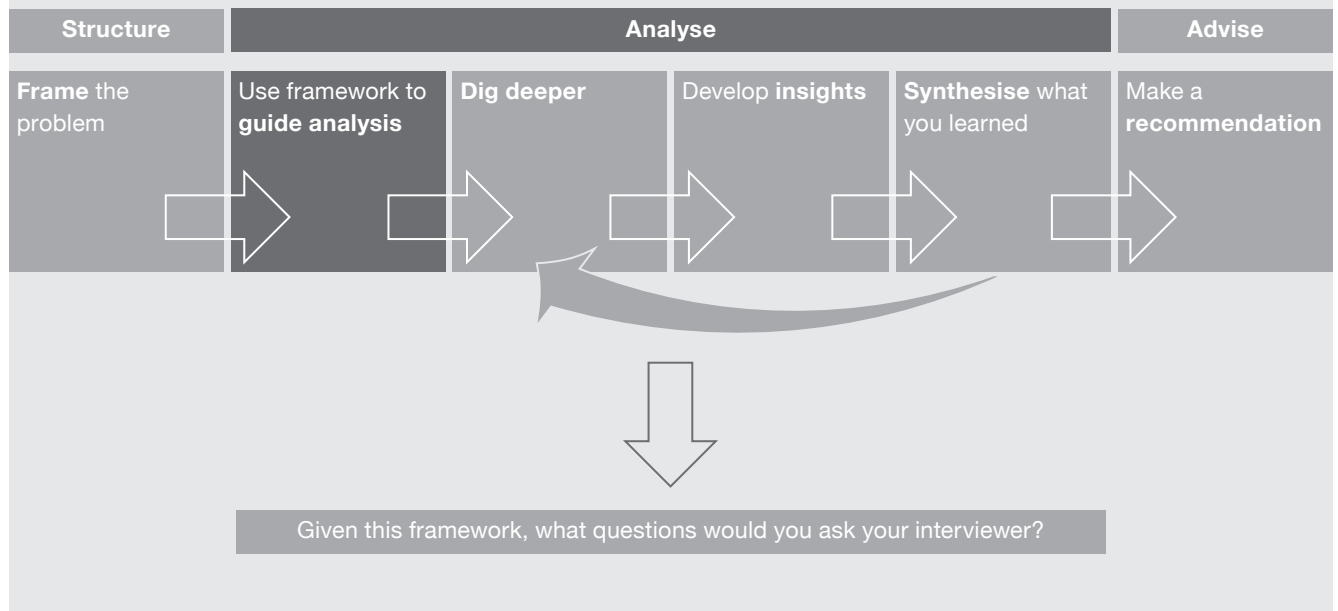 Structure
Analyse
Advise
Frame the
problem
Use framework to
guide analysis
Dig deeper
Develop insights
Synthesise what
you learned
Make a
recommendation
Given this framework, what questions would you ask your interviewer?